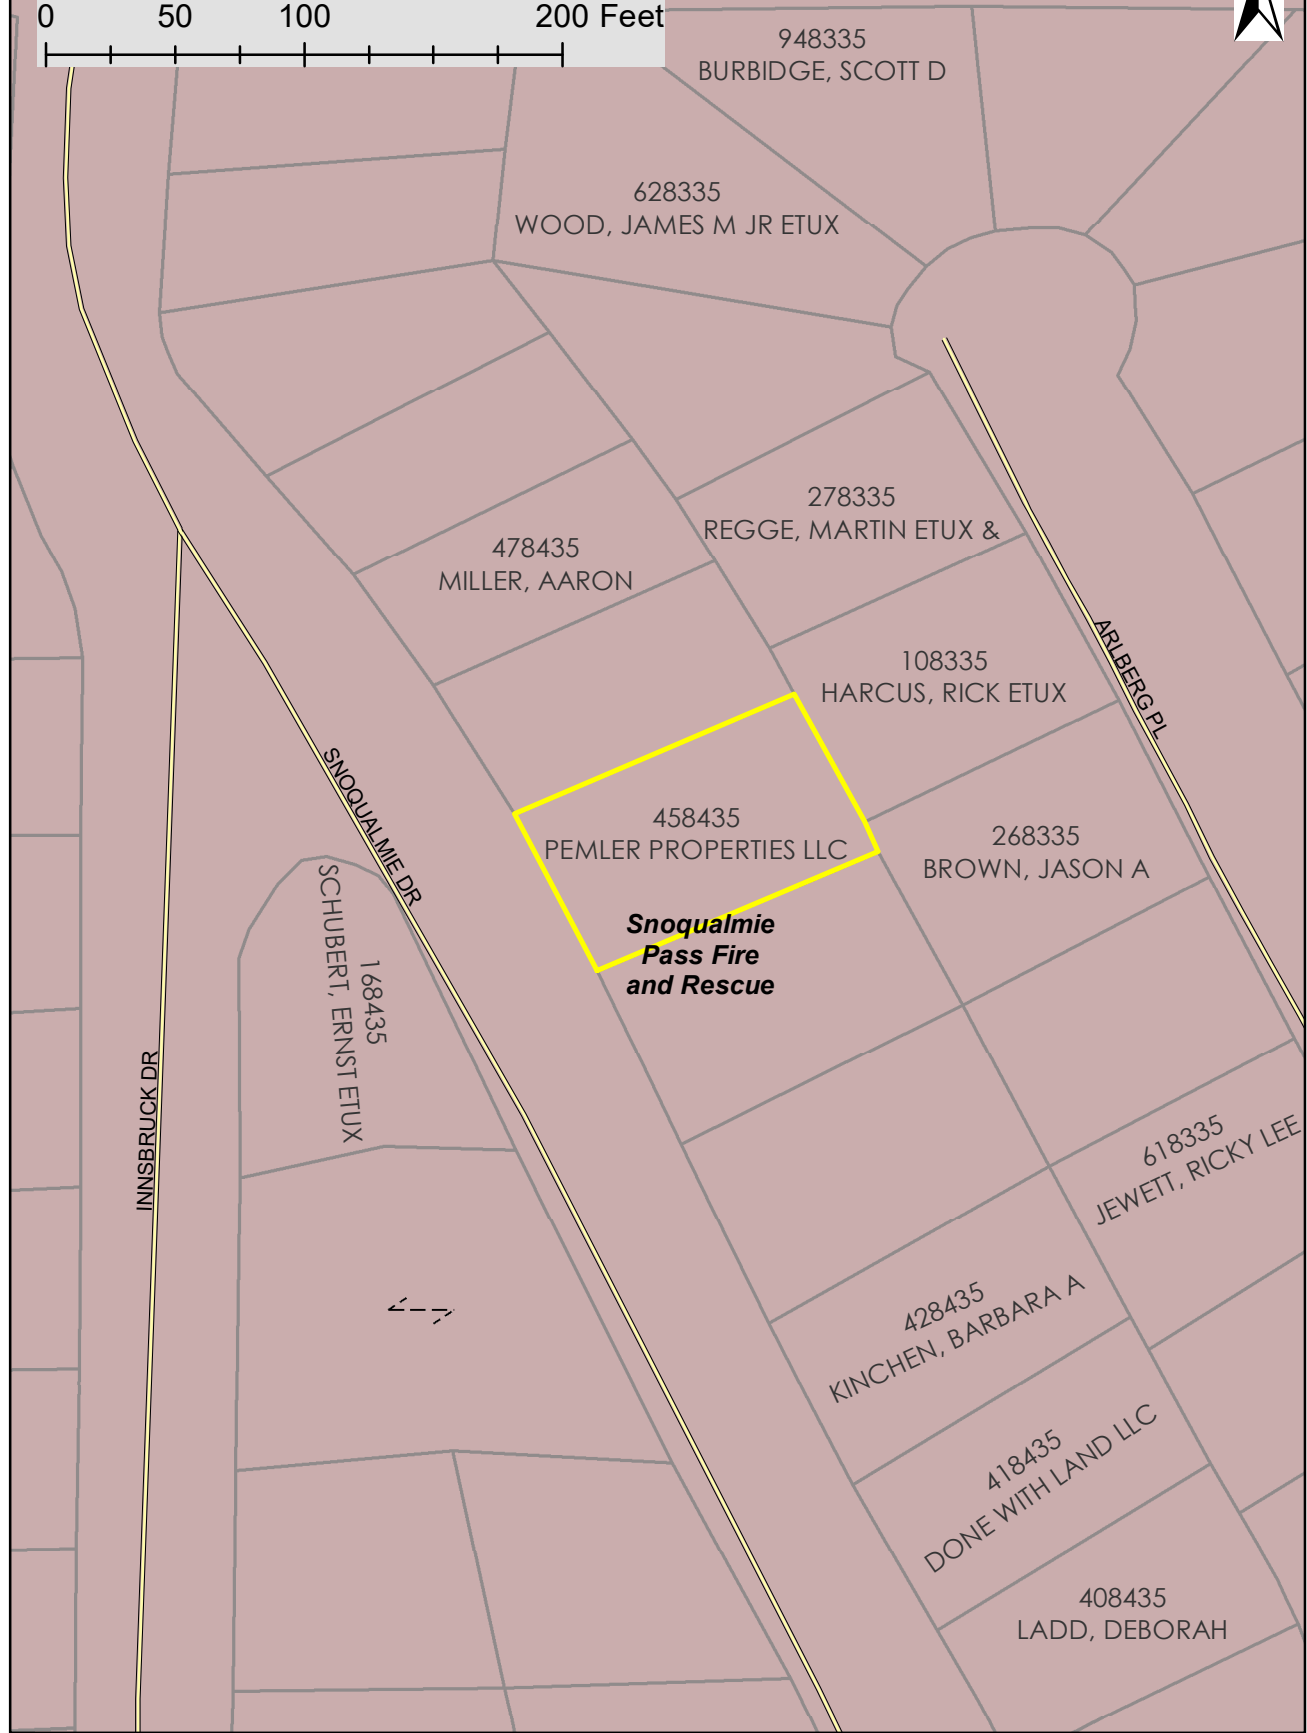 0 50 100 200 Feet
948335
BURBIDGE, SCOTT D
628335
WOOD, JAMES M JR ETUX
278335
REGGE, MARTIN ETUX &
478435
MILLER, AARON
108335
HARCUS, RICK ETUX
ARLBERG PL
SNOQUALMIE DR
458435
PEMLER PROPERTIES LLC
268335
BROWN, JASON A
Snoqualmie
Pass Fire
and Rescue
168435
SCHUBERT, ERNST ETUX
INNSBRUCK DR
618335
JEWETT, RICKY LEE
428435
KINCHEN, BARBARA A
418435
DONE WITH LAND LLC
408435
LADD, DEBORAH